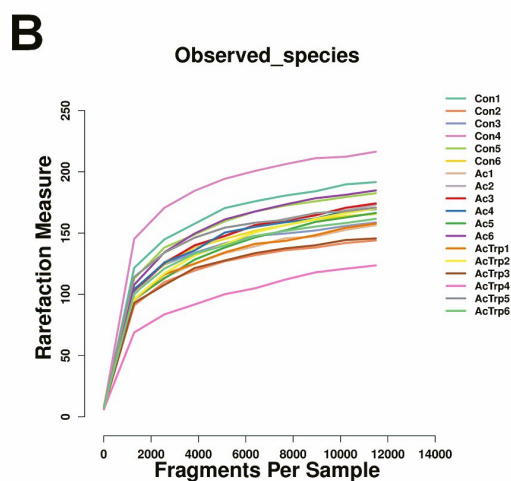 B
Observed_species
Rarefaction Measure
250
200
150
100
50
0
0 2000 4000 6000 8000 10000 12000 14000
Fragments Per Sample
Con1
Con2
Con3
Con4
Con5
Con6
Ac1
Ac2
Ac3
Ac4
Ac5
Ac6
AcTrp1
AcTrp2
AcTrp3
AcTrp4
AcTrp5
AcTrp6